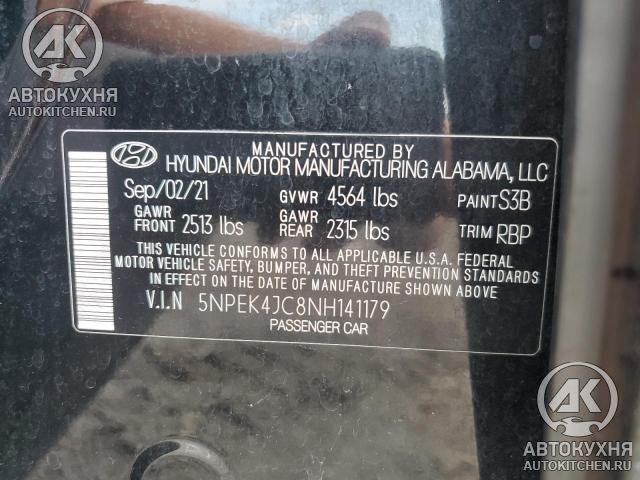 AK
АВТОКУХНЯ
AUTOKITCHEN.RU
MANUFACTURED BY
HYUNDAI MOTOR MANUFACTURING ALABAMA, LLC
Sep/02/21 GVWR 4564 lbs PAINT S3B
GAWR FRONT 2513 lbs GAWR REAR 2315 lbs TRIM RBP
THIS VEHICLE CONFORMS TO ALL APPLICABLE U.S.A. FEDERAL
MOTOR VEHICLE SAFETY, BUMPER, AND THEFT PREVENTION STANDARDS
IN EFFECT ON THE DATE OF MANUFACTURE SHOWN ABOVE.
V.I.N 5NPEK4JC8NH141179
PASSENGER CAR
AK
АВТОКУХНЯ
AUTOKITCHEN.RU